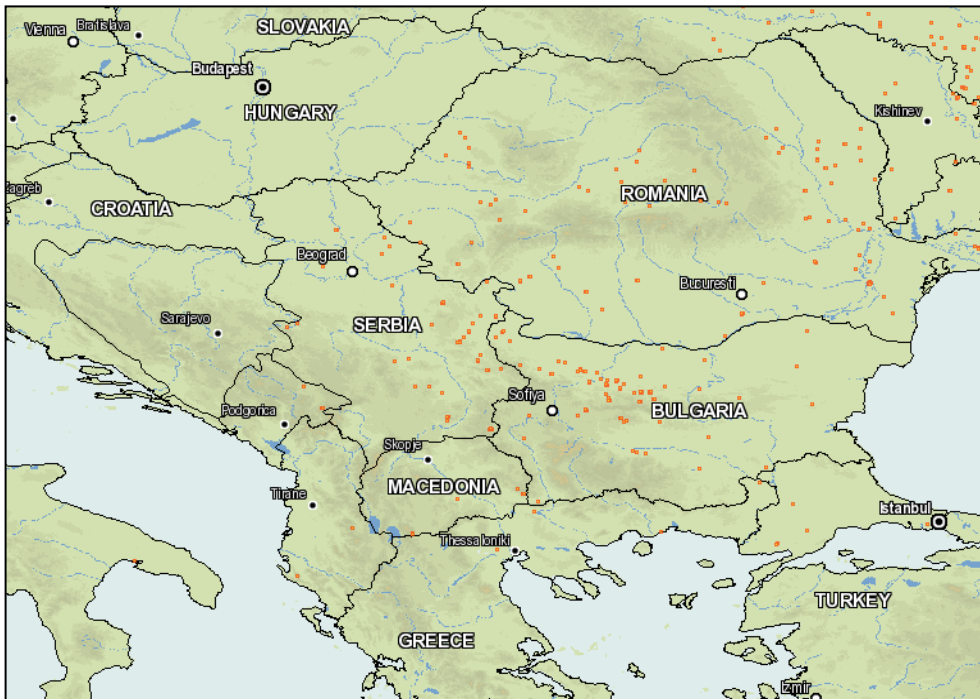 SLOVAKIA
Vienna
Bratislava
Budapest
HUNGARY
Kishinev
Zagreb
CROATIA
ROMANIA
Beograd
Bucuresti
Sarajevo
SERBIA
Sofiya
BULGARIA
Podgorica
Skopje
MACEDONIA
Tirane
Istanbul
Thessaloniki
TURKEY
GREECE
Izmir